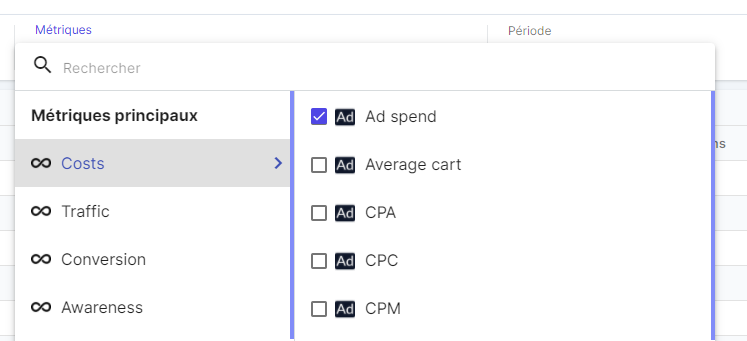 Métriques
Période
Rechercher
Métriques principaux
Costs
Traffic
Conversion
Awareness
Ad Ad spend
Ad Average cart
Ad CPA
Ad CPC
Ad CPM